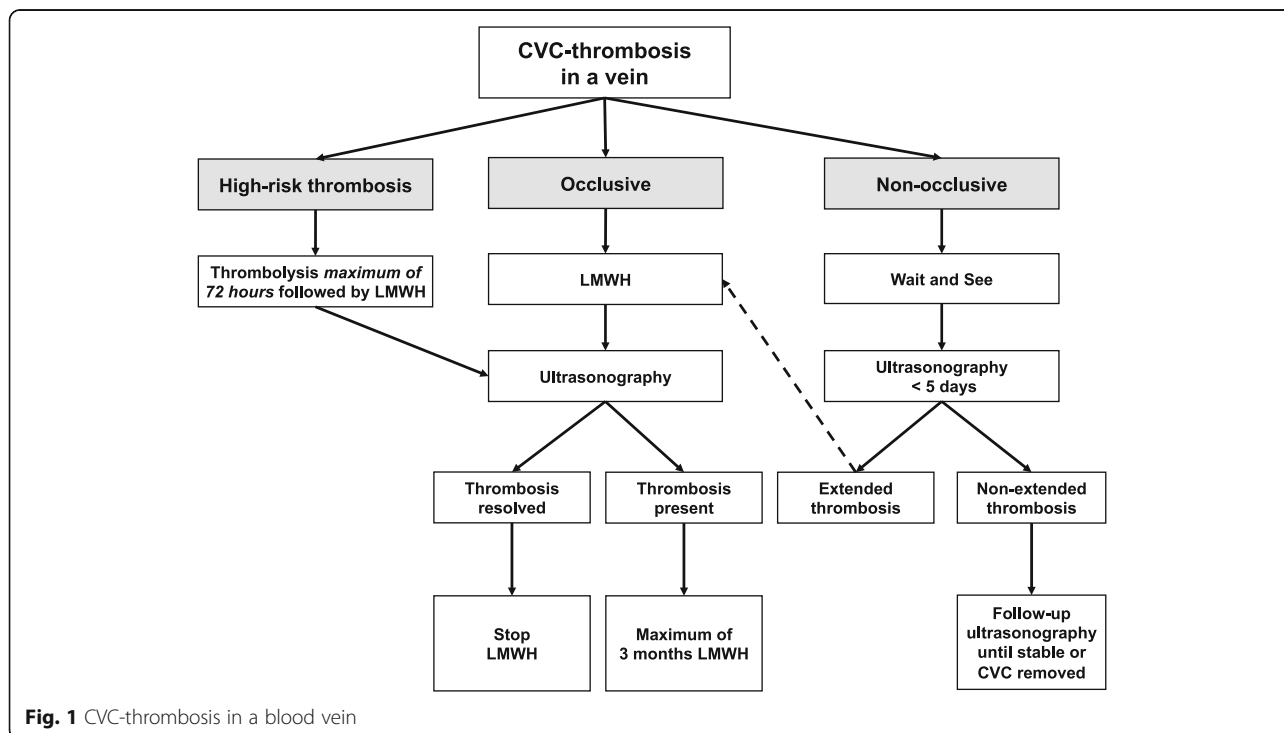 CVC-thrombosis
in a vein
High-risk thrombosis
Occlusive
Non-occlusive
Thrombolysis maximum of
72 hours followed by LMWH
LMWH
Wait and See
Ultrasonography
Ultrasonography
< 5 days
Thrombosis
resolved
Thrombosis
present
Extended
thrombosis
Non-extended
thrombosis
Stop
LMWH
Maximum of
3 months LMWH
Follow-up
ultrasonography
until stable or
CVC removed
Fig. 1 CVC-thrombosis in a blood vein